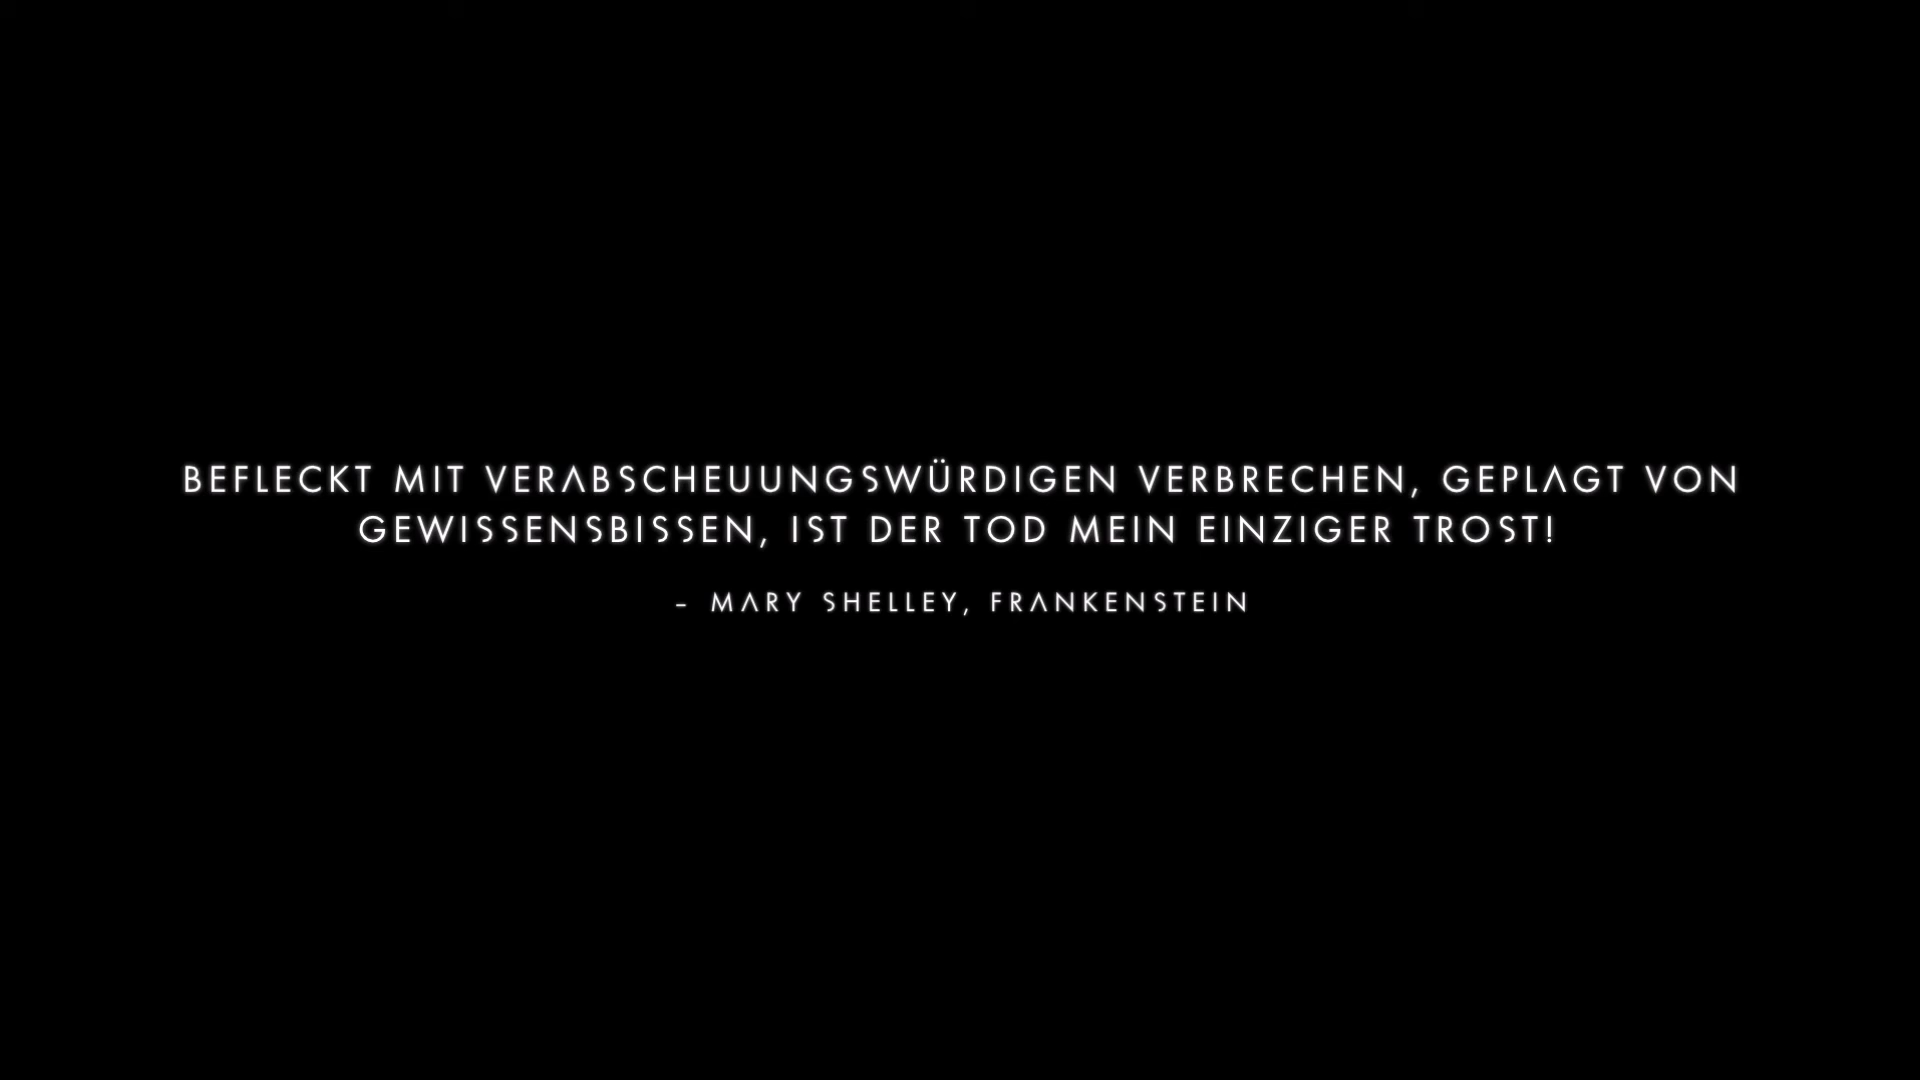 BEFLECKT MIT VERABSCHEUUNGSWÜRDIGEN VERBRECHEN, GEPLAGT VON
GEWISSENSBISSEN, IST DER TOD MEIN EINZIGER TROST!
– MARY SHELLEY, FRANKENSTEIN